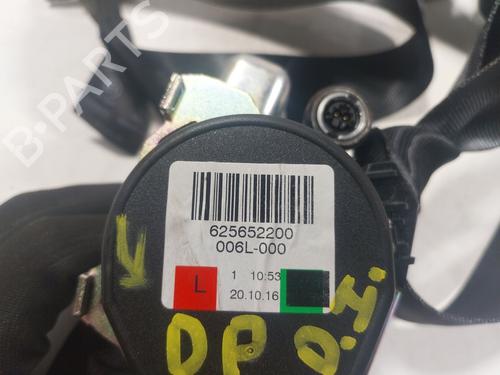 B-PARTS
625652200
006L-000
L
1 10:53
20.10.16
DP D.I.